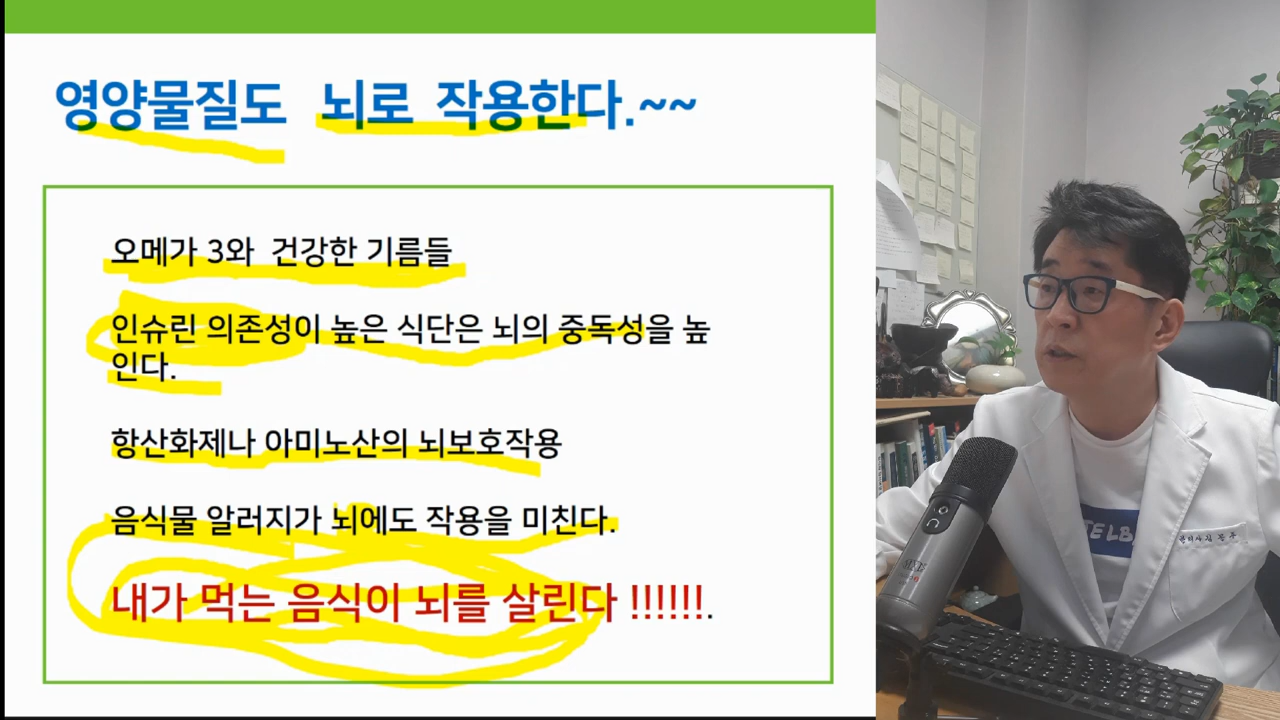 영양물질도 뇌로 작용한다.~~
오메가 3와 건강한 기름들
인슈린 의존성이 높은 식단은 뇌의 중독성을 높
인다.
항산화제나 아미노산의 뇌보호작용
음식물 알러지가 뇌에도 작용을 미친다.
내가 먹는 음식이 뇌를 살린다 !!!!!!.
TELB